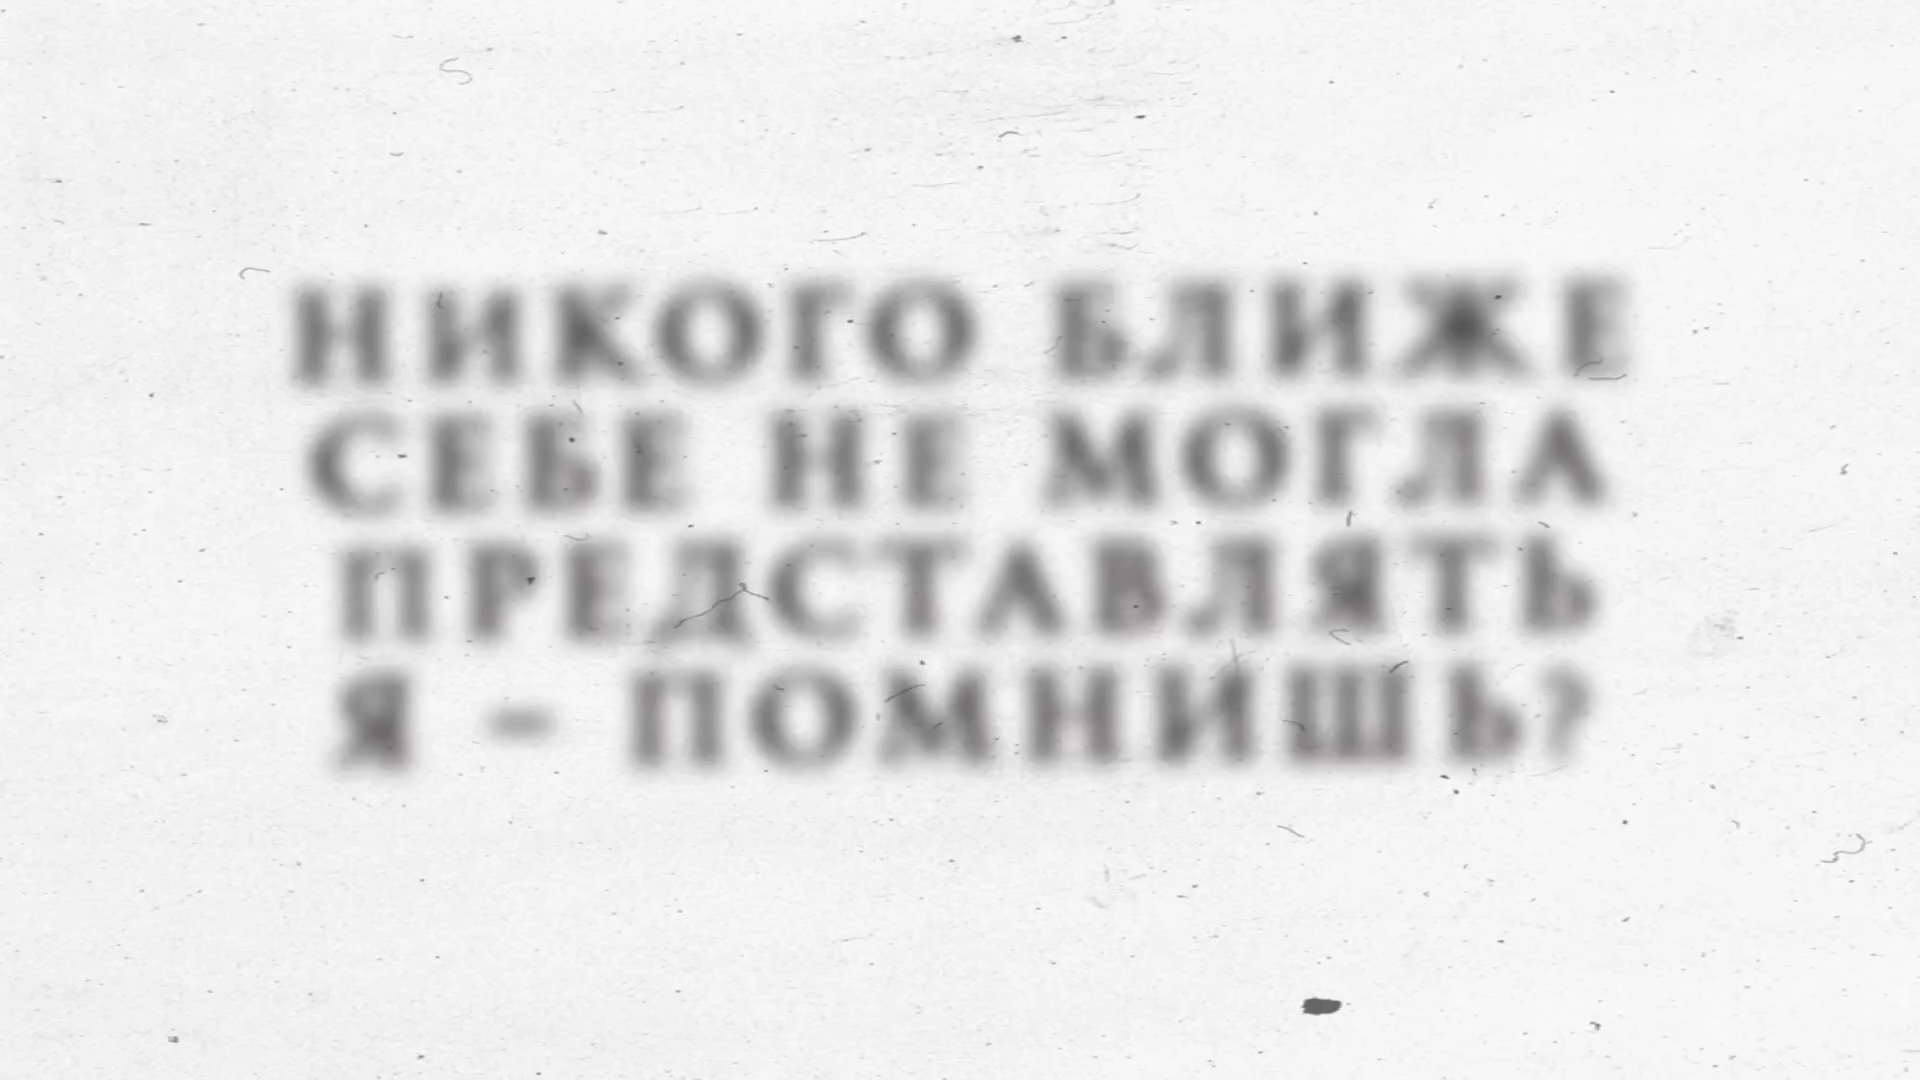 НИКОГО БЛИЖЕ
СЕБЕ НЕ МОГЛА
ПРЕДСТАВЛЯТЬ
Я - ПОМНИШЬ?